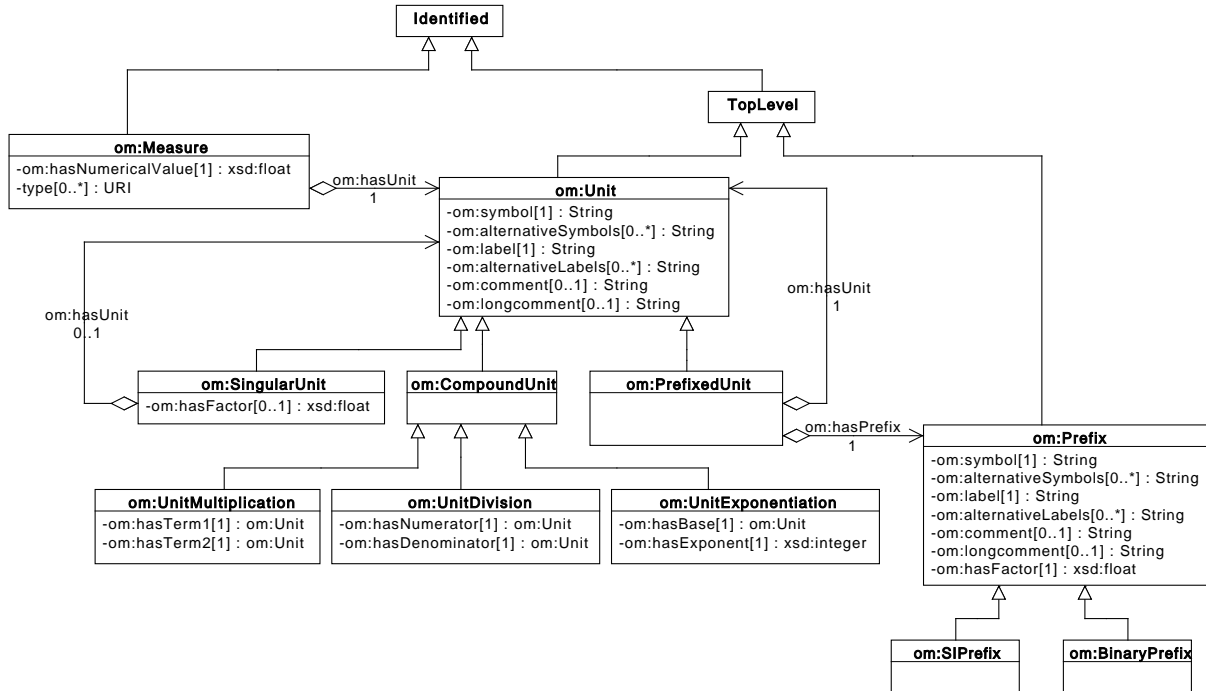 Identified
TopLevel
om:Measure
-om:hasNumericalValue[1] : xsd:float
-type[0..*] : URI
om:hasUnit
1
om:Unit
-om:symbol[1] : String
-om:alternativeSymbols[0..*] : String
-om:label[1] : String
-om:alternativeLabels[0..*] : String
-om:comment[0..1] : String
-om:longcomment[0..1] : String
om:hasUnit
1
om:hasUnit
0..1
om:SingularUnit
-om:hasFactor[0..1] : xsd:float
om:CompoundUnit
om:PrefixedUnit
om:hasPrefix
1
om:Prefix
-om:symbol[1] : String
-om:alternativeSymbols[0..*] : String
-om:label[1] : String
-om:alternativeLabels[0..*] : String
-om:comment[0..1] : String
-om:longcomment[0..1] : String
-om:hasFactor[1] : xsd:float
om:UnitMultiplication
-om:hasTerm1[1] : om:Unit
-om:hasTerm2[1] : om:Unit
om:UnitDivision
-om:hasNumerator[1] : om:Unit
-om:hasDenominator[1] : om:Unit
om:UnitExponentiation
-om:hasBase[1] : om:Unit
-om:hasExponent[1] : xsd:integer
om:SIPrefix
om:BinaryPrefix